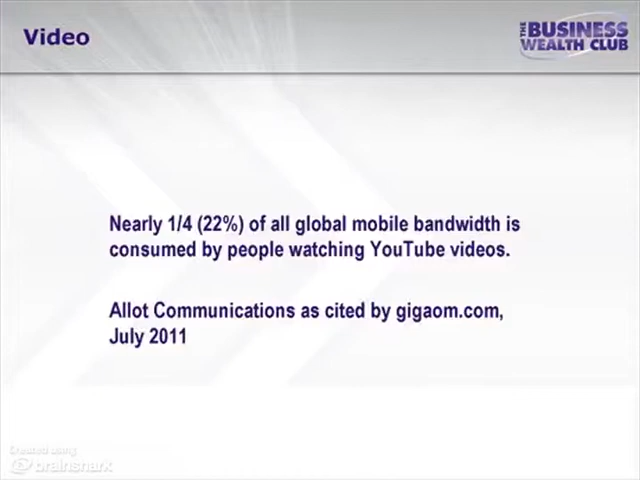 Video
THE BUSINESS
WEALTH CLUB
Nearly 1/4 (22%) of all global mobile bandwidth is
consumed by people watching YouTube videos.
Allot Communications as cited by gigaom.com,
July 2011
Created using
brainshark